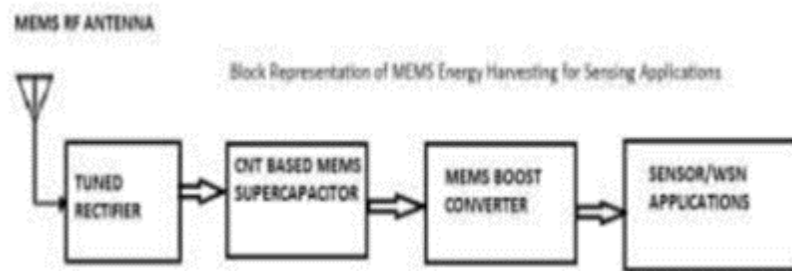 MEMS RF ANTENNA
Block Representation of MEMS Energy Harvesting for Sensing Applications
TUNED
RECTIFIER
CNT BASED MEMS
SUPERCAPACITOR
MEMS BOOST
CONVERTER
SENSOR/WSN
APPLICATIONS